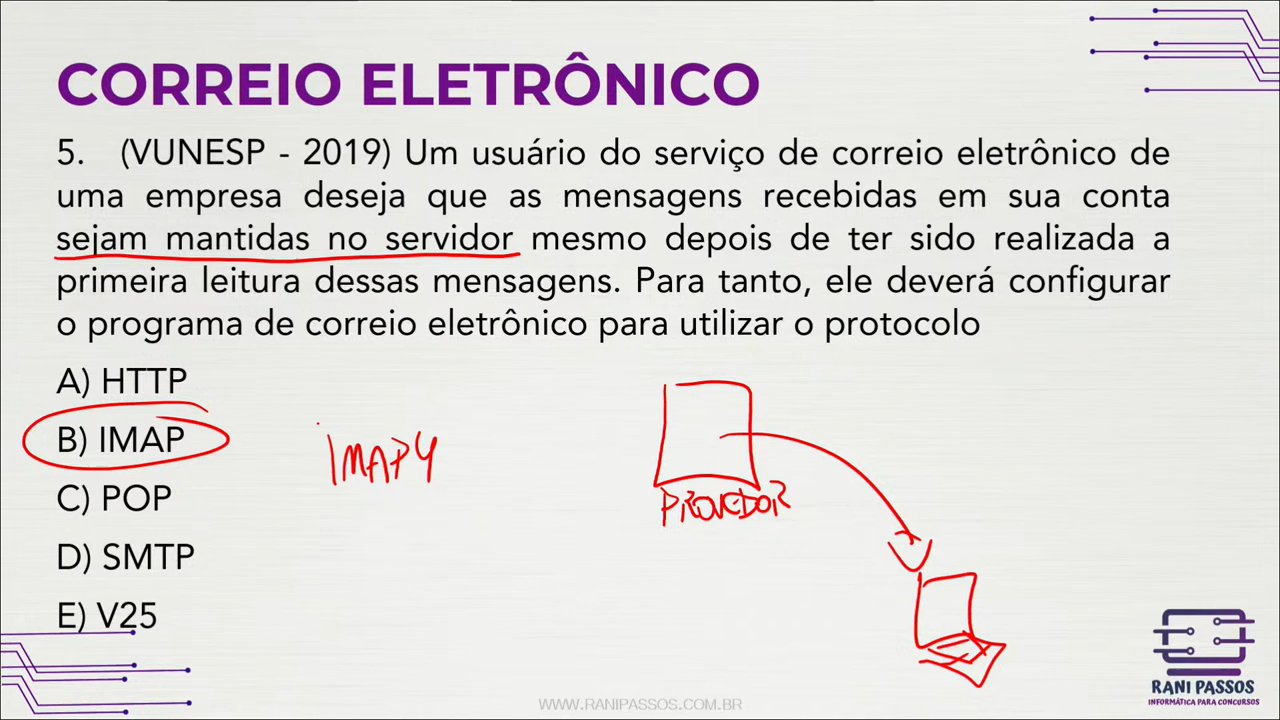 CORREIO ELETRÔNICO
5. (VUNESP - 2019) Um usuário do serviço de correio eletrônico de
uma empresa deseja que as mensagens recebidas em sua conta
sejam mantidas no servidor mesmo depois de ter sido realizada a
primeira leitura dessas mensagens. Para tanto, ele deverá configurar
o programa de correio eletrônico para utilizar o protocolo
A) HTTP
B) IMAP
IMAP4
C) POP
PROVEDOR
D) SMTP
E) V25
RANI PASSOS
INFORMÁTICA PARA CONCURSOS
WWW.RANIPASSOS.COM.BR